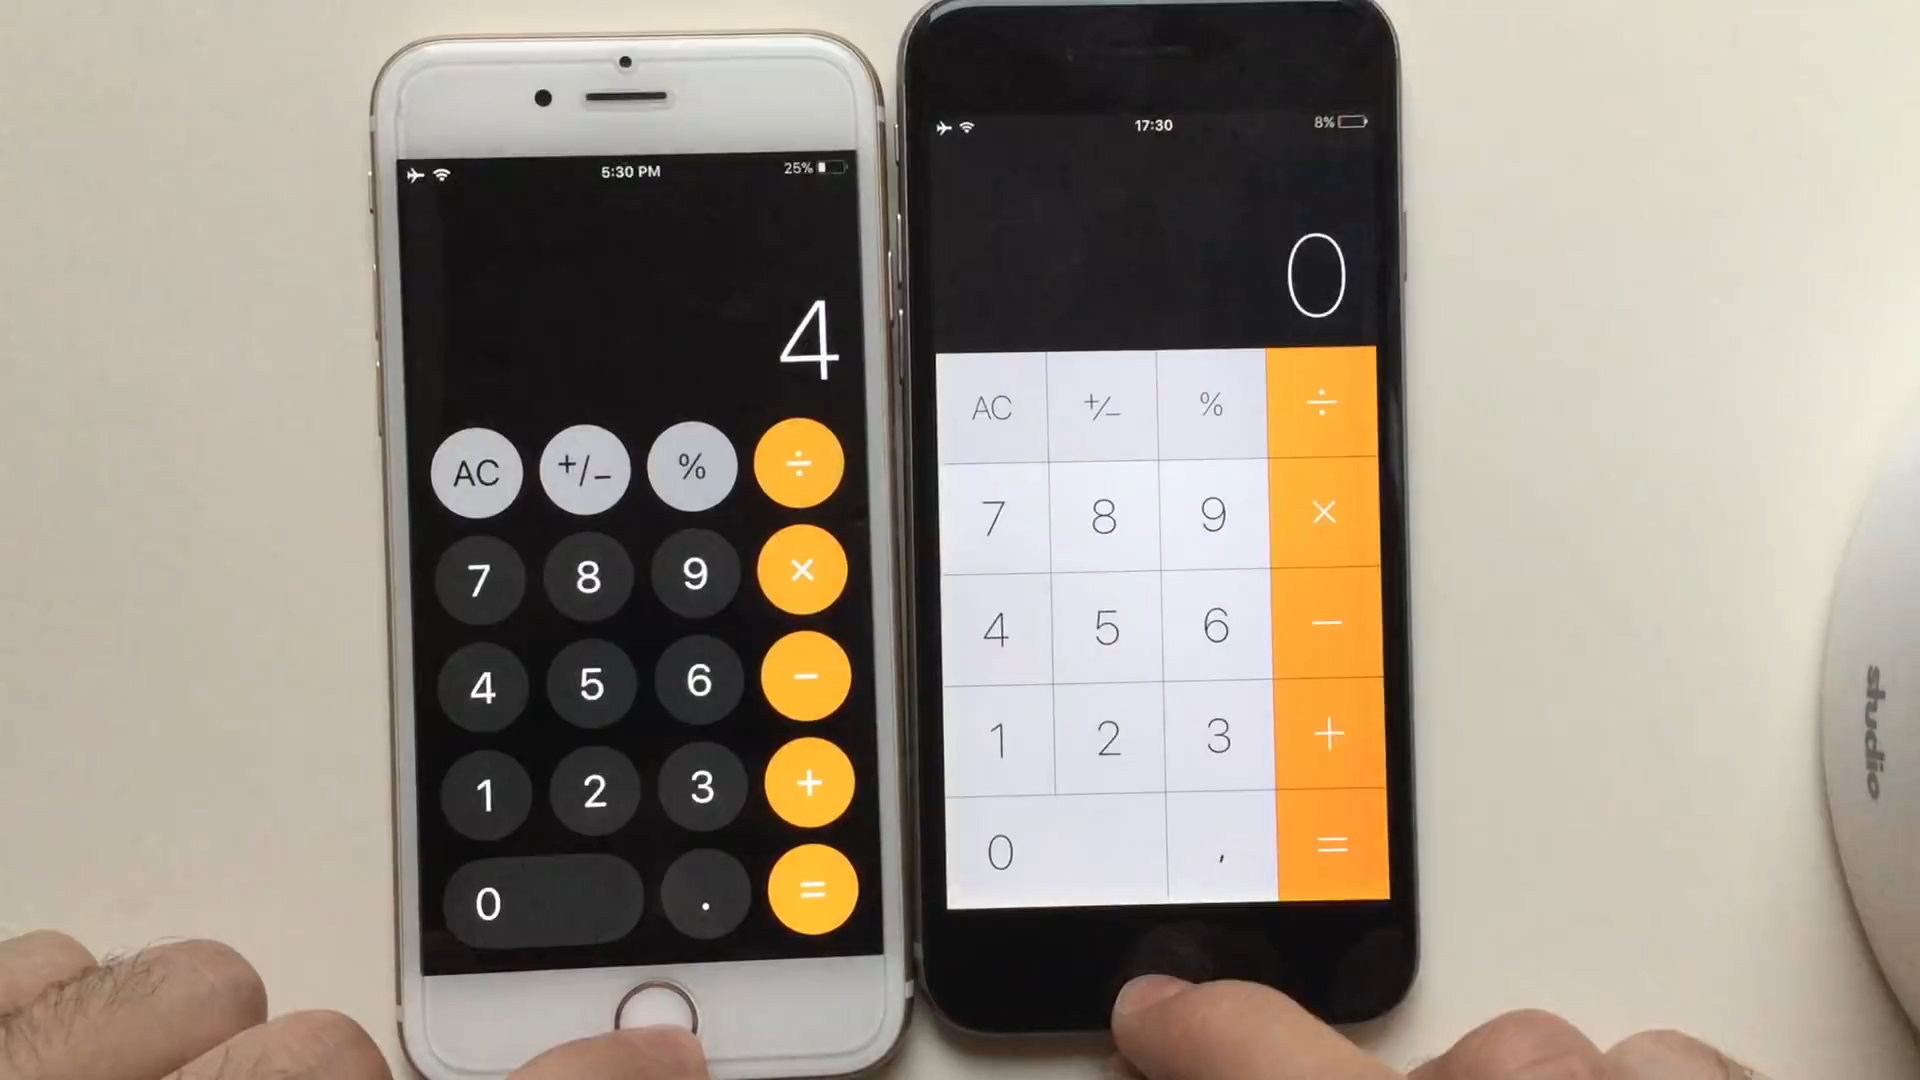 5:30 PM 25%
4
AC +/− % ÷
7 8 9 ×
4 5 6 −
1 2 3 +
0 . =
17:30 8%
0
AC +/− % ÷
7 8 9 ×
4 5 6 −
1 2 3 +
0 , =
studio